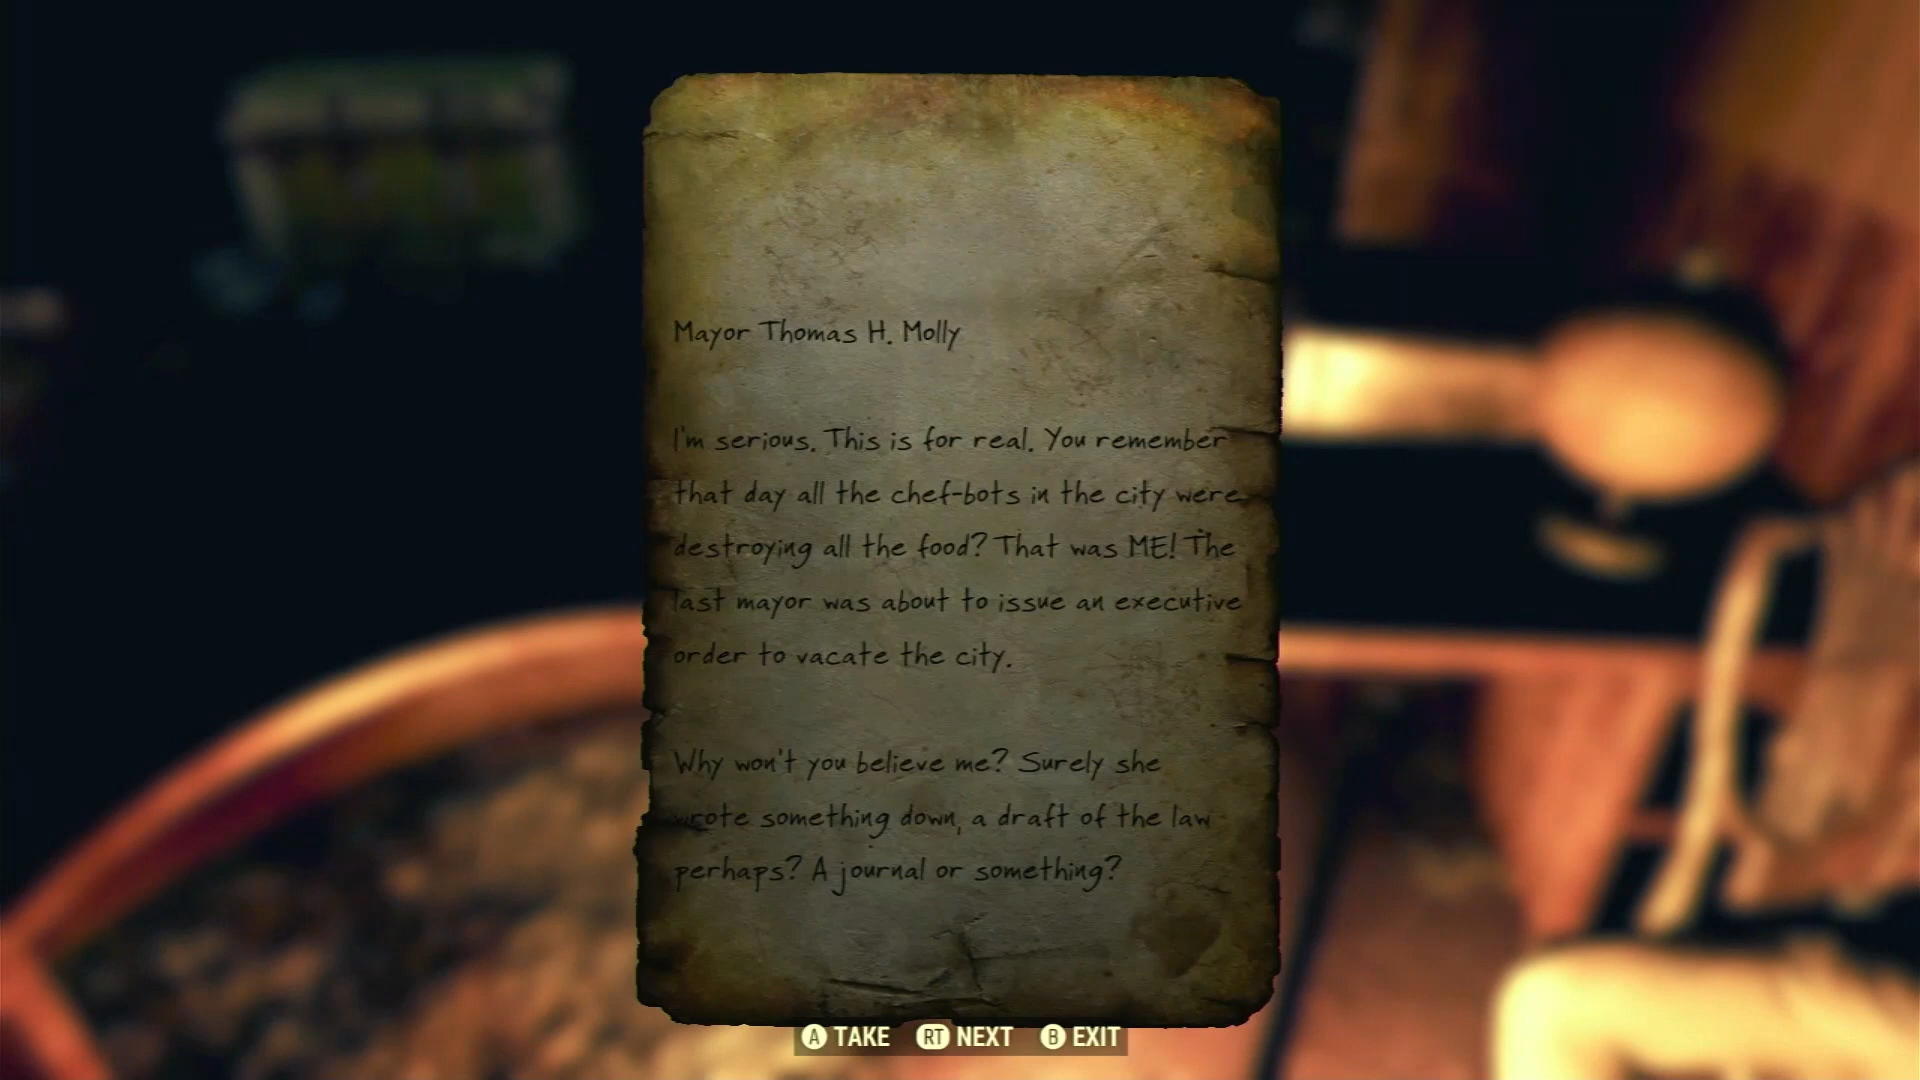 Mayor Thomas H. Molly
I'm serious. This is for real. You remember
that day all the chef-bots in the city were
destroying all the food? That was ME! The
last mayor was about to issue an executive
order to vacate the city.
Why won't you believe me? Surely she
wrote something down, a draft of the law
perhaps? A journal or something?
A TAKE RT NEXT B EXIT